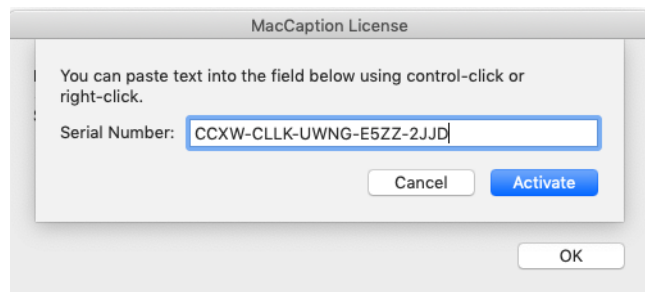 MacCaption License
You can paste text into the field below using control-click or
right-click.
Serial Number: CCXW-CLLK-UWNG-E5ZZ-2JJD
Cancel Activate
OK